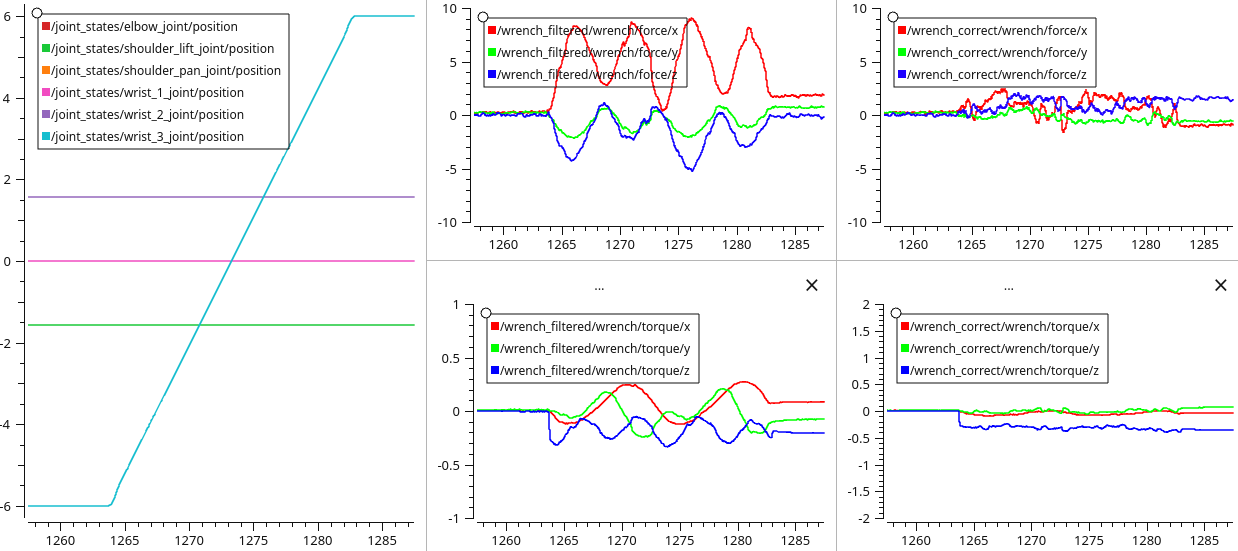 6
4
2
0
-2
-4
-6
/joint_states/elbow_joint/position
/joint_states/shoulder_lift_joint/position
/joint_states/shoulder_pan_joint/position
/joint_states/wrist_1_joint/position
/joint_states/wrist_2_joint/position
/joint_states/wrist_3_joint/position
1260 1265 1270 1275 1280 1285
10
5
0
-5
-10
/wrench_filtered/wrench/force/x
/wrench_filtered/wrench/force/y
/wrench_filtered/wrench/force/z
1260 1265 1270 1275 1280 1285
10
5
0
-5
-10
/wrench_correct/wrench/force/x
/wrench_correct/wrench/force/y
/wrench_correct/wrench/force/z
1260 1265 1270 1275 1280 1285
...
1
0.5
0
-0.5
-1
/wrench_filtered/wrench/torque/x
/wrench_filtered/wrench/torque/y
/wrench_filtered/wrench/torque/z
1260 1265 1270 1275 1280 1285
...
2
1.5
1
0.5
0
-0.5
-1
-1.5
-2
/wrench_correct/wrench/torque/x
/wrench_correct/wrench/torque/y
/wrench_correct/wrench/torque/z
1260 1265 1270 1275 1280 1285